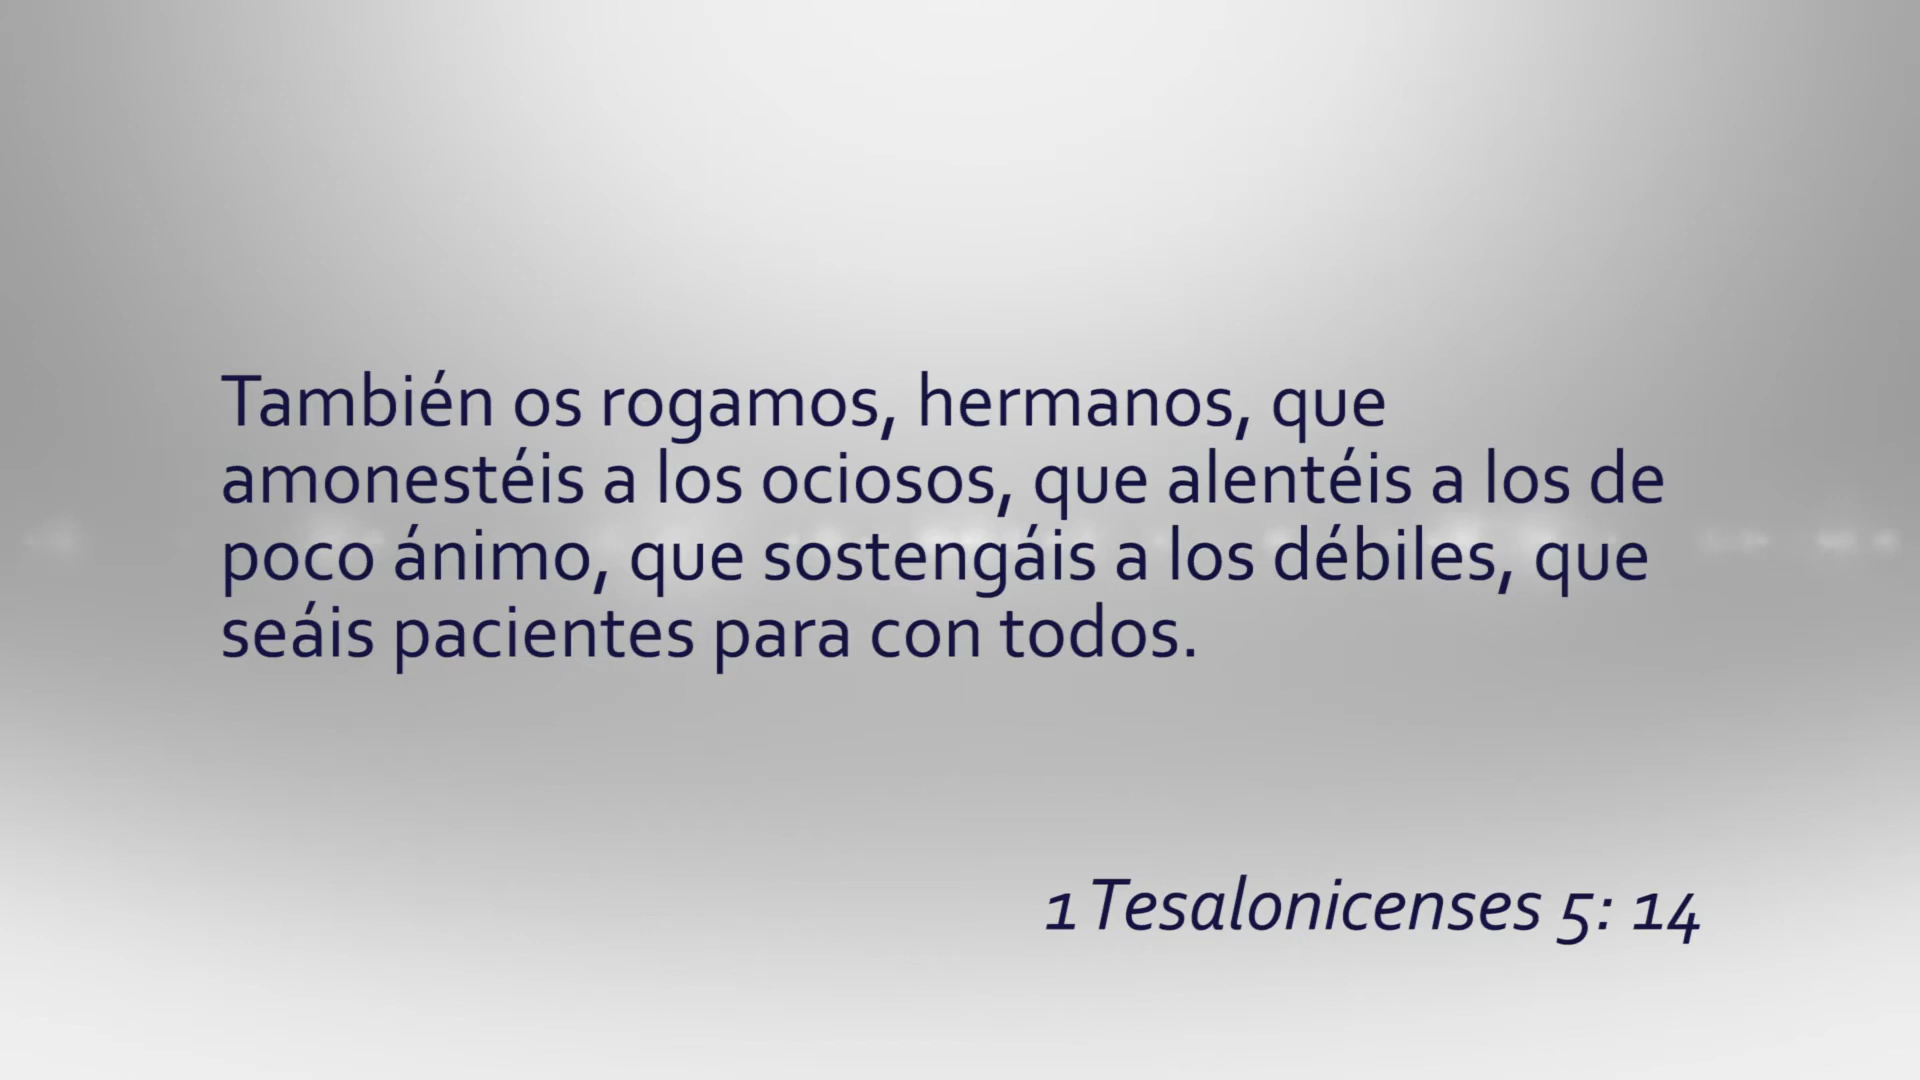 También os rogamos, hermanos, que
amonestéis a los ociosos, que alentéis a los de
poco ánimo, que sostengáis a los débiles, que
seáis pacientes para con todos.
1 Tesalonicenses 5: 14